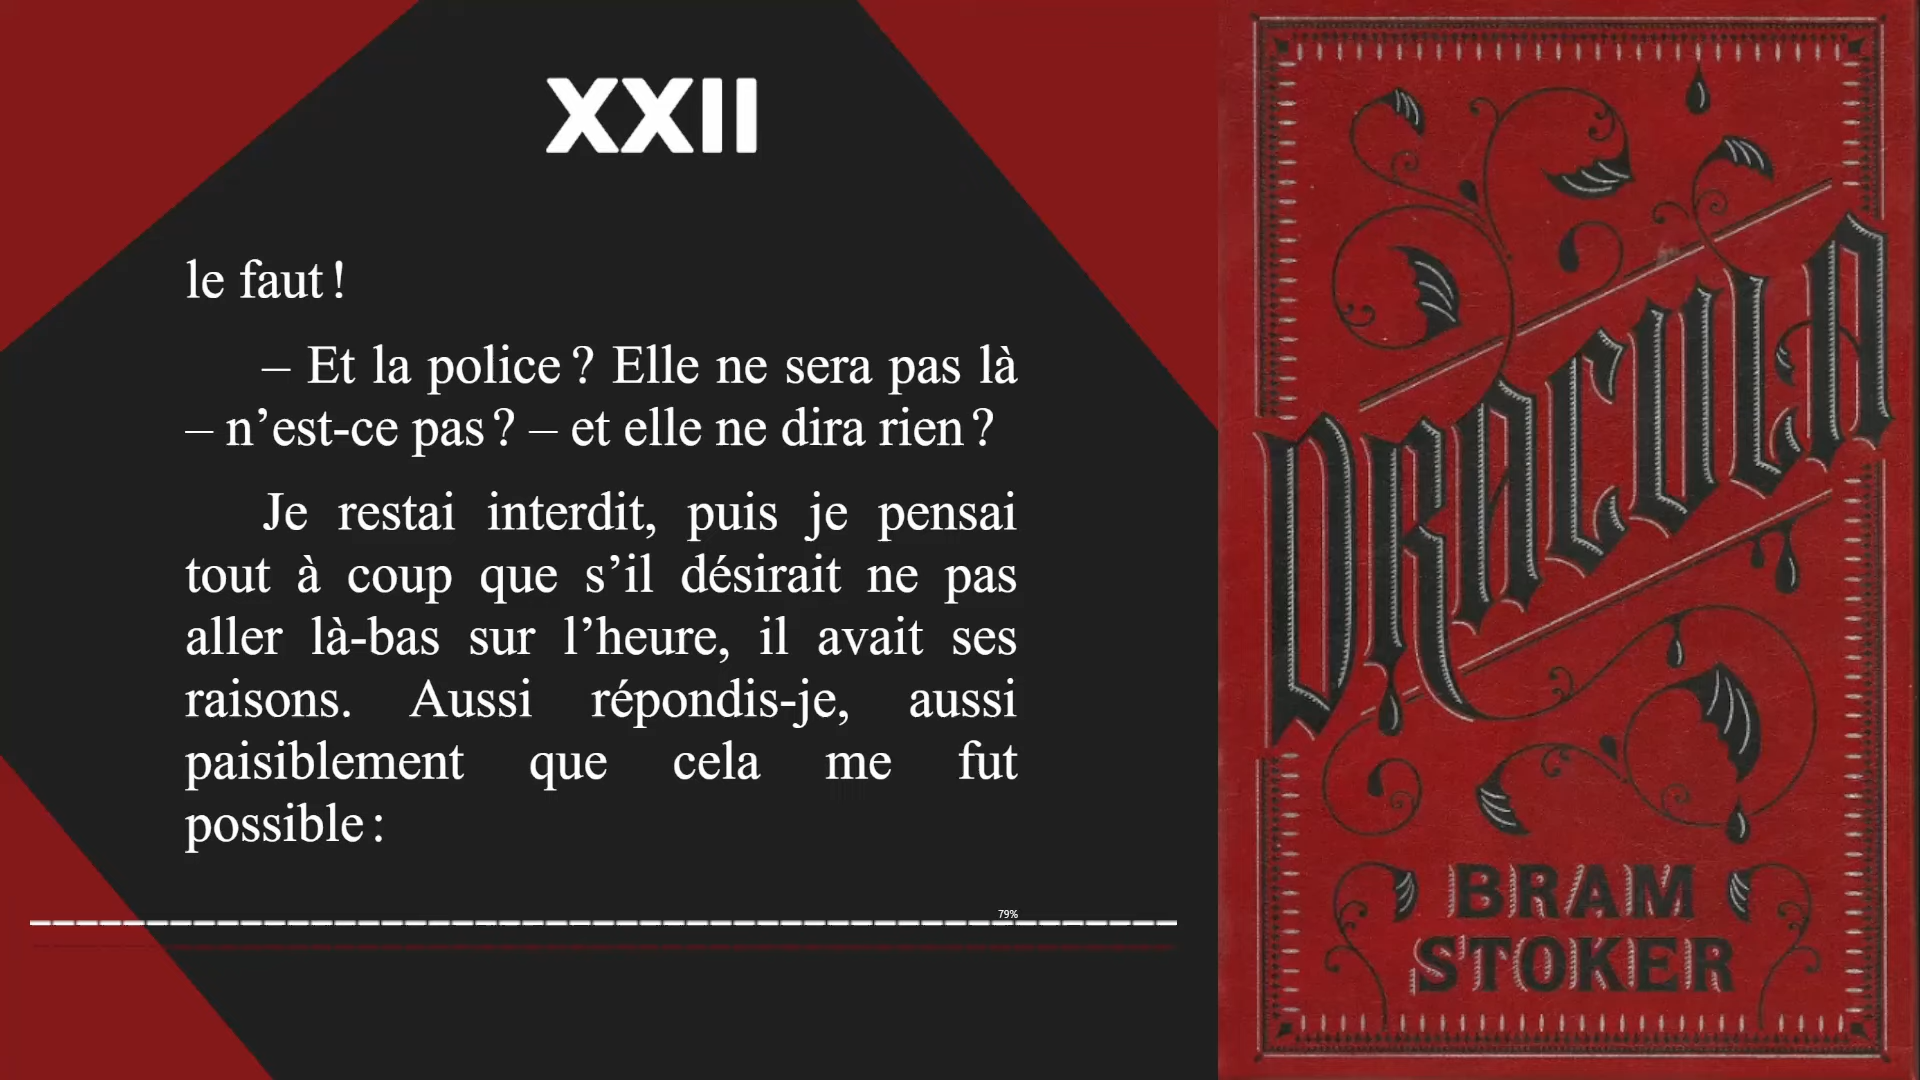 XXII
le faut !
– Et la police ? Elle ne sera pas là
– n’est-ce pas ? – et elle ne dira rien ?
Je restai interdit, puis je pensai
tout à coup que s’il désirait ne pas
aller là-bas sur l’heure, il avait ses
raisons. Aussi répondis-je, aussi
paisiblement que cela me fut
possible :
79%
DRACULA
BRAM
STOKER